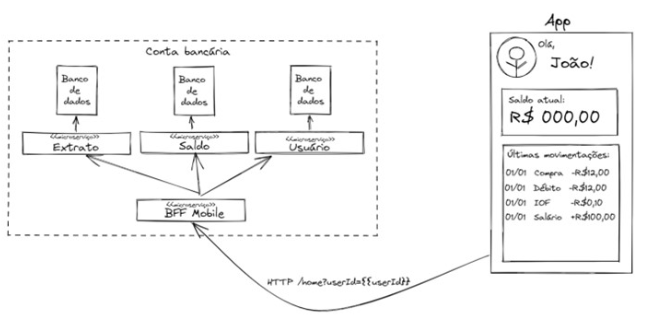 App
Conta bancária
Banco
de
dados
Banco
de
dados
Banco
de
dados
<<microserviço>>
Extrato
<<microserviço>>
Saldo
<<microserviço>>
Usuário
<<microserviço>>
BFF Mobile
HTTP /home?userId={{userId}}
Olá,
João!
Saldo atual:
R$ 000,00
Últimas movimentações:
01/01 Compra -R$12,00
01/01 Débito -R$12,00
01/01 IOF -R$0,10
01/01 Salário +R$100,00